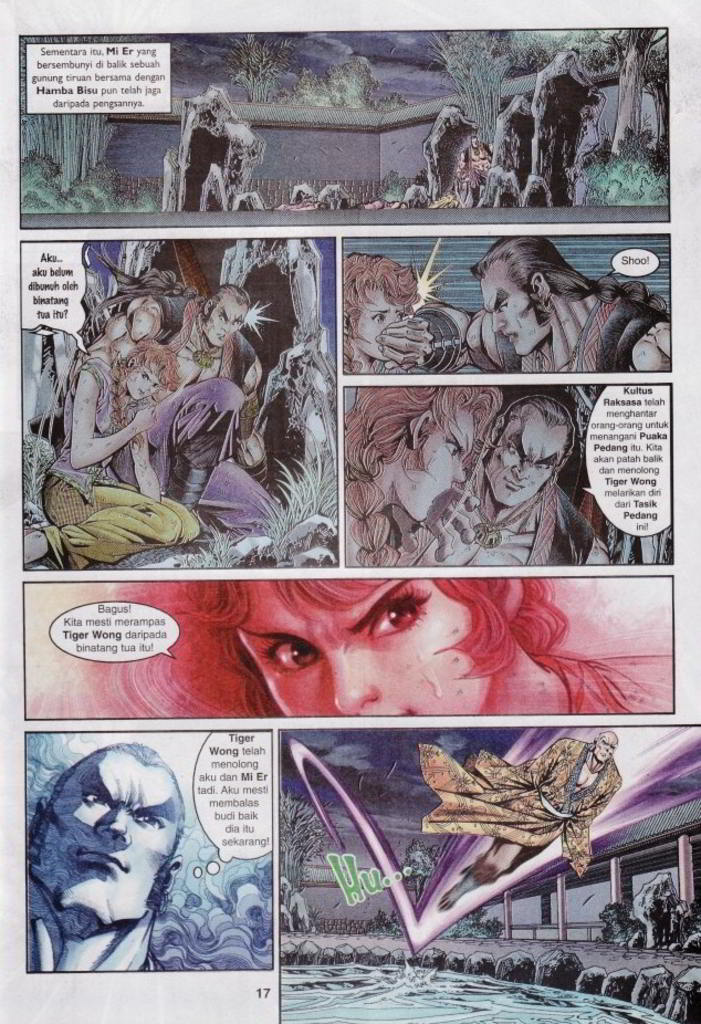 Sementara itu, Mi Er yang
bersembunyi di balik sebuah
gunung tiruan bersama dengan
Hamba Bisu pun telah jaga
daripada pengsannya.
Aku...
aku belum
dibunuh oleh
binatang
tua itu?
Shoo!
Kultus
Raksasa telah
menghantar
orang-orang untuk
menangani Puaka
Pedang itu. Kita
akan patah balik
dan menolong
Tiger Wong
melarikan diri
dari Tasik
Pedang
ini!
Bagus!
Kita mesti merampas
Tiger Wong daripada
binatang tua itu!
Tiger
Wong telah
menolong
aku dan Mi Er
tadi. Aku mesti
membalas
budi baik
dia itu
sekarang!
Hu...
17